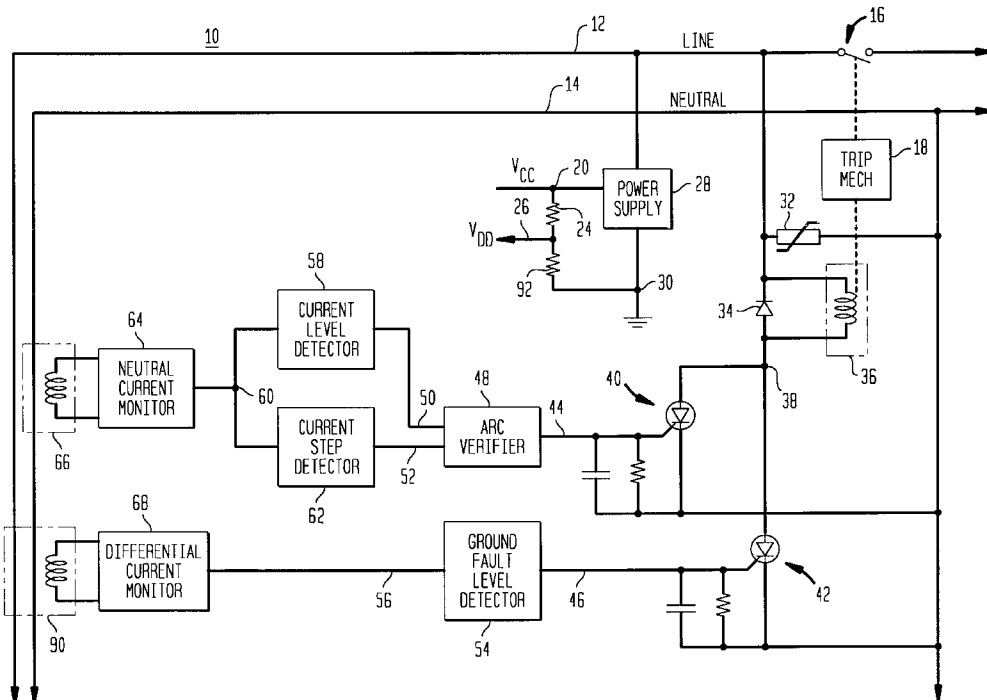 10
12
LINE
16
14
NEUTRAL
TRIP
MECH
18
VCC
20
POWER
SUPPLY
28
24
26
VDD
92
30
32
34
36
38
58
CURRENT
LEVEL
DETECTOR
64
NEUTRAL
CURRENT
MONITOR
60
66
50
48
ARC
VERIFIER
44
40
CURRENT
STEP
DETECTOR
52
62
68
DIFFERENTIAL
CURRENT
MONITOR
56
GROUND
FAULT
LEVEL
DETECTOR
46
42
54
90